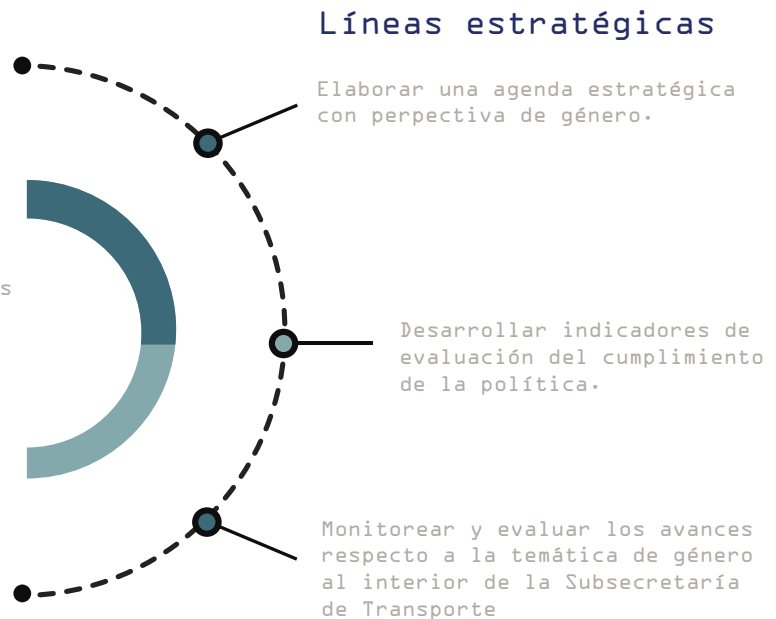 Líneas estratégicas
Elaborar una agenda estratégica
con perpectiva de género.
s
Desarrollar indicadores de
evaluación del cumplimiento
de la política.
Monitorear y evaluar los avances
respecto a la temática de género
al interior de la Subsecretaría
de Transporte